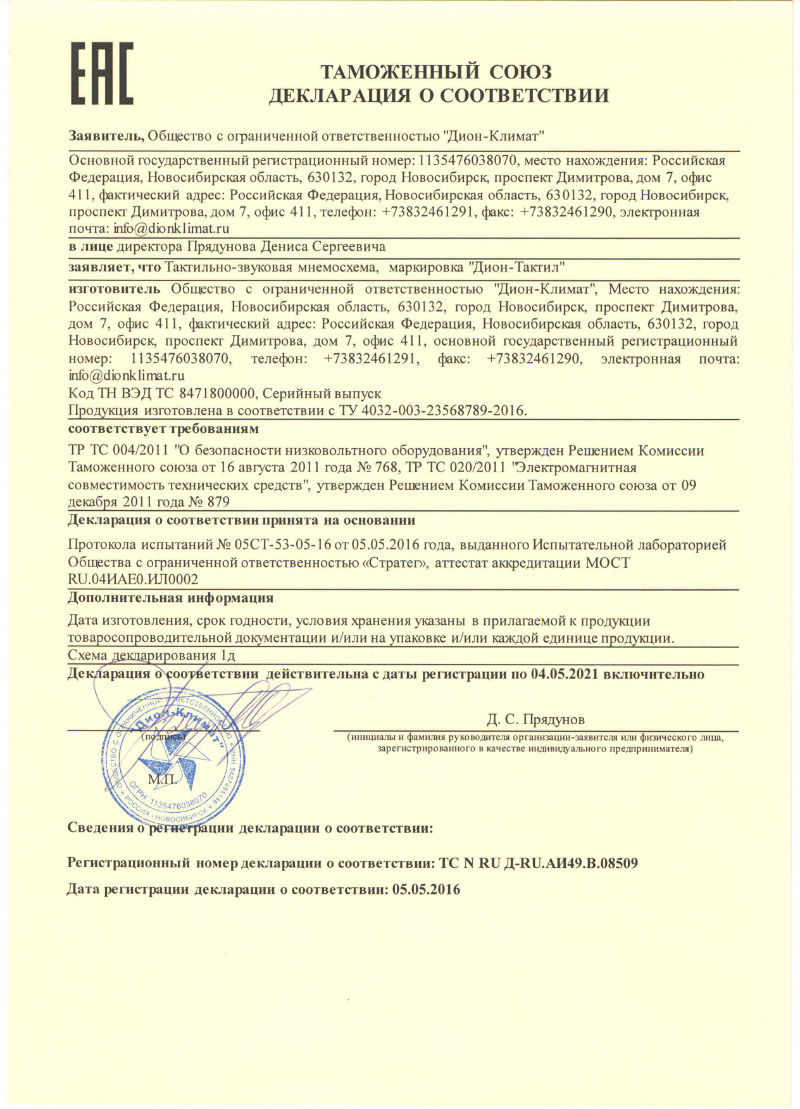 ЕАС
ТАМОЖЕННЫЙ СОЮЗ
ДЕКЛАРАЦИЯ О СООТВЕТСТВИИ
Заявитель, Общество с ограниченной ответственностью "Дион-Климат"
Основной государственный регистрационный номер: 1135476038070, место нахождения: Российская
Федерация, Новосибирская область, 630132, город Новосибирск, проспект Димитрова, дом 7, офис
411, фактический адрес: Российская Федерация, Новосибирская область, 630132, город Новосибирск,
проспект Димитрова, дом 7, офис 411, телефон: +73832461291, факс: +73832461290, электронная
почта: info@dionklimat.ru
в лице директора Прядунова Дениса Сергеевича
заявляет, что Тактильно-звуковая мнемосхема, маркировка "Дион-Тактил"
изготовитель Общество с ограниченной ответственностью "Дион-Климат", Место нахождения:
Российская Федерация, Новосибирская область, 630132, город Новосибирск, проспект Димитрова,
дом 7, офис 411, фактический адрес: Российская Федерация, Новосибирская область, 630132, город
Новосибирск, проспект Димитрова, дом 7, офис 411, основной государственный регистрационный
номер: 1135476038070, телефон: +73832461291, факс: +73832461290, электронная почта:
info@dionklimat.ru
Код ТН ВЭД ТС 8471800000, Серийный выпуск
Продукция изготовлена в соответствии с ТУ 4032-003-23568789-2016.
соответствует требованиям
ТР ТС 004/2011 "О безопасности низковольтного оборудования", утвержден Решением Комиссии
Таможенного союза от 16 августа 2011 года № 768, ТР ТС 020/2011 "Электромагнитная
совместимость технических средств", утвержден Решением Комиссии Таможенного союза от 09
декабря 2011 года № 879
Декларация о соответствии принята на основании
Протокола испытаний № 05СТ-53-05-16 от 05.05.2016 года, выданного Испытательной лабораторией
Общества с ограниченной ответственностью «Стратег», аттестат аккредитации МОСТ
RU.04ИАЕ0.ИЛ0002
Дополнительная информация
Дата изготовления, срок годности, условия хранения указаны в прилагаемой к продукции
товаросопроводительной документации и/или на упаковке и/или каждой единице продукции.
Схема декларирования 1д
Декларация о соответствии действительна с даты регистрации по 04.05.2021 включительно
Д. С. Прядунов
(подпись)
(инициалы и фамилия руководителя организации-заявителя или физического лица,
зарегистрированного в качестве индивидуального предпринимателя)
М.П.
"Дион-Климат"
ОБЩЕСТВО С ОГРАНИЧЕННОЙ ОТВЕТСТВЕННОСТЬЮ
ОГРН 1135476038070
РОССИЯ НОВОСИБИРСК
Сведения о регистрации декларации о соответствии:
Регистрационный номер декларации о соответствии: ТС N RU Д-RU.АИ49.В.08509
Дата регистрации декларации о соответствии: 05.05.2016